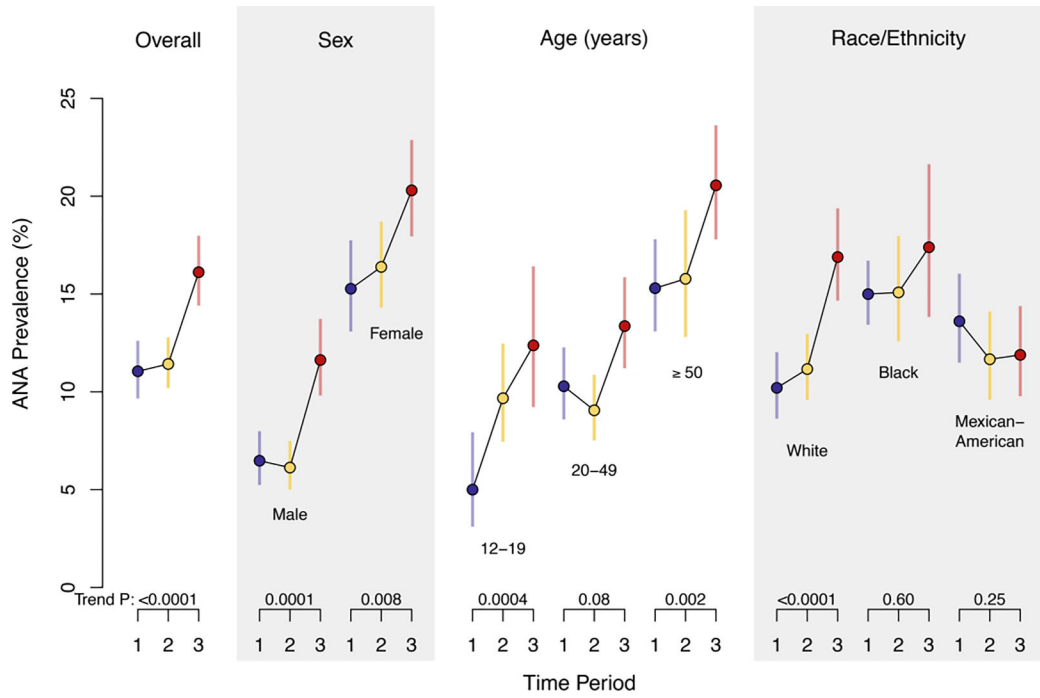 Overall
Sex
Age (years)
Race/Ethnicity
ANA Prevalence (%)
25
20
15
10
5
0
Male
Female
12−19
20−49
≥ 50
White
Black
Mexican−
American
Trend P: <0.0001 0.0001 0.008 0.0004 0.08 0.002 <0.0001 0.60 0.25
1 2 3 1 2 3 1 2 3 1 2 3 1 2 3 1 2 3 1 2 3 1 2 3 1 2 3
Time Period